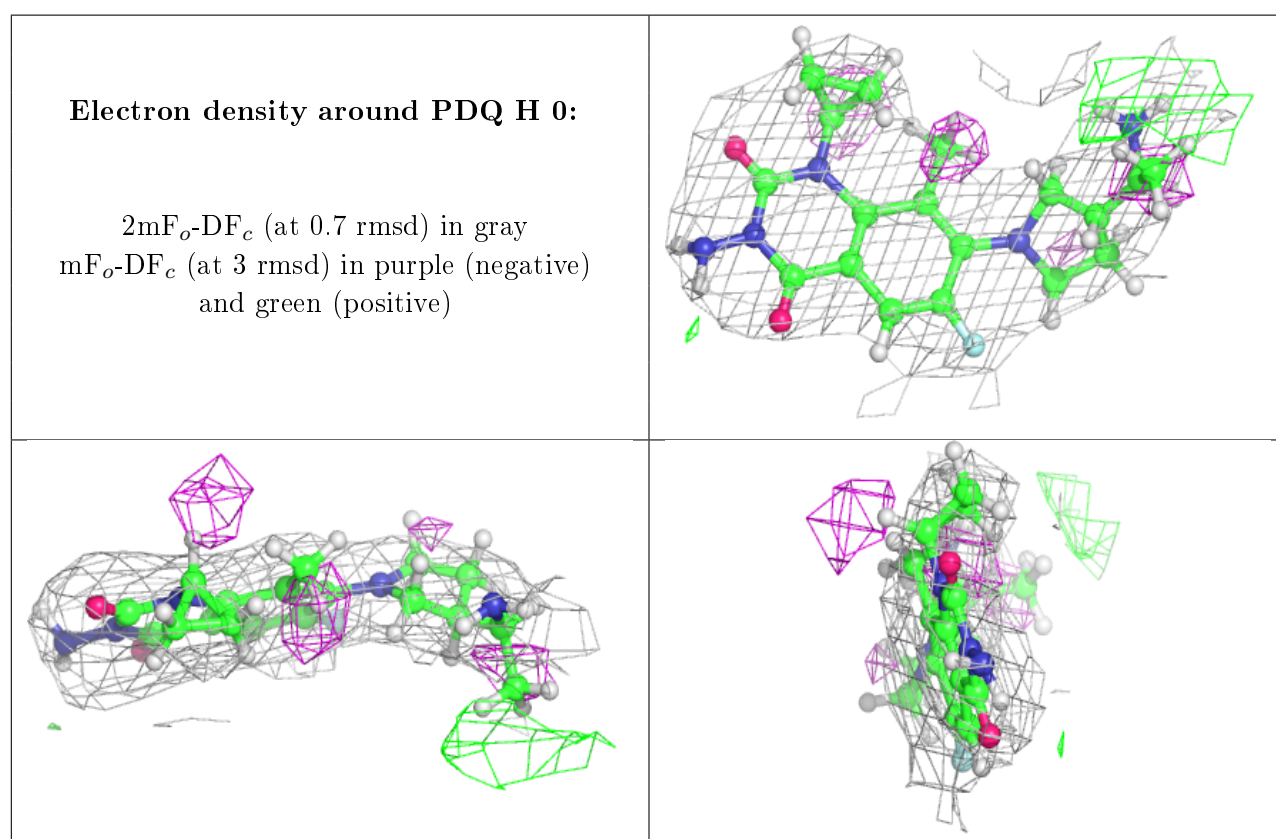 Electron density around PDQ H 0:
2mFo-DFc (at 0.7 rmsd) in gray
mFo-DFc (at 3 rmsd) in purple (negative)
and green (positive)